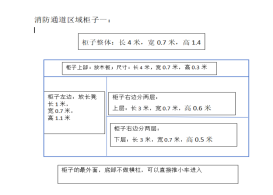 消防通道区域柜子一：
柜子整体：长 4 米，宽 0.7 米，高 1.4
柜子上部：放木板；尺寸：长 4 米，宽 0.7 米，高 0.3 米
柜子左边：放长凳
长 1 米，
宽 0.7 米，
高 1.1 米
柜子右边分两层：
上层：长 3 米，宽 0.7 米，高 0.6 米
柜子右边分两层：
下层：长 3 米，宽 0.7 米，高 0.5 米
柜子的最外面，底部不做横柱，可以直接推小车进入